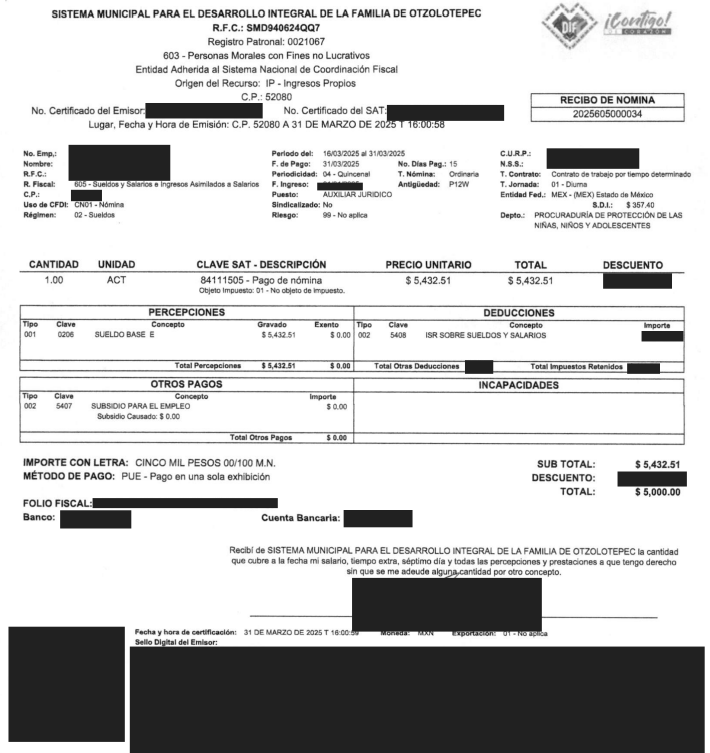 SISTEMA MUNICIPAL PARA EL DESARROLLO INTEGRAL DE LA FAMILIA DE OTZOLOTEPEC
R.F.C.: SMD940624QQ7
Registro Patronal: 0021067
603 - Personas Morales con Fines no Lucrativos
Entidad Adherida al Sistema Nacional de Coordinación Fiscal
Origen del Recurso: IP - Ingresos Propios
C.P.: 52080
No. Certificado del Emisor: No. Certificado del SAT:
Lugar, Fecha y Hora de Emisión: C.P. 52080 A 31 DE MARZO DE 2025 T 16:00:58
DIF
¡Contigo!
DE CORAZÓN
RECIBO DE NOMINA
2025605000034
No. Emp,:
Nombre:
R.F.C.:
R. Fiscal: 605 - Sueldos y Salarios e Ingresos Asimilados a Salarios
C.P.:
Uso de CFDI: CN01 - Nómina
Régimen: 02 - Sueldos
Periodo del: 16/03/2025 al 31/03/2025
F. de Pago: 31/03/2025 No. Días Pag.: 15
Periodicidad: 04 - Quincenal T. Nómina: Ordinaria
F. Ingreso: Antigüedad: P12W
Puesto: AUXILIAR JURIDICO
Sindicalizado: No
Riesgo: 99 - No aplica
C.U.R.P.:
N.S.S.:
T. Contrato: Contrato de trabajo por tiempo determinado
T. Jornada: 01 - Diurna
Entidad Fed.: MEX - (MEX) Estado de México
S.D.I.: $ 357.40
Depto.: PROCURADURÍA DE PROTECCIÓN DE LAS
NIÑAS, NIÑOS Y ADOLESCENTES
CANTIDAD UNIDAD CLAVE SAT - DESCRIPCIÓN PRECIO UNITARIO TOTAL DESCUENTO
1.00 ACT 84111505 - Pago de nómina $ 5,432.51 $ 5,432.51
Objeto Impuesto: 01 - No objeto de Impuesto.
PERCEPCIONES
Tipo Clave Concepto Gravado Exento
001 0206 SUELDO BASE E $ 5,432.51 $ 0.00
Total Percepciones $ 5,432.51 $ 0.00
DEDUCCIONES
Tipo Clave Concepto Importe
002 5408 ISR SOBRE SUELDOS Y SALARIOS
Total Otras Deducciones Total Impuestos Retenidos
OTROS PAGOS
Tipo Clave Concepto Importe
002 5407 SUBSIDIO PARA EL EMPLEO $ 0.00
Subsidio Causado: $ 0.00
Total Otros Pagos $ 0.00
INCAPACIDADES
IMPORTE CON LETRA: CINCO MIL PESOS 00/100 M.N.
MÉTODO DE PAGO: PUE - Pago en una sola exhibición
SUB TOTAL: $ 5,432.51
DESCUENTO:
TOTAL: $ 5,000.00
FOLIO FISCAL:
Banco: Cuenta Bancaria:
Recibí de SISTEMA MUNICIPAL PARA EL DESARROLLO INTEGRAL DE LA FAMILIA DE OTZOLOTEPEC la cantidad
que cubre a la fecha mi salario, tiempo extra, séptimo día y todas las percepciones y prestaciones a que tengo derecho
sin que se me adeude alguna cantidad por otro concepto.
Fecha y hora de certificación: 31 DE MARZO DE 2025 T 16:00:59 Moneda: MXN Exportación: 01 - No aplica
Sello Digital del Emisor: